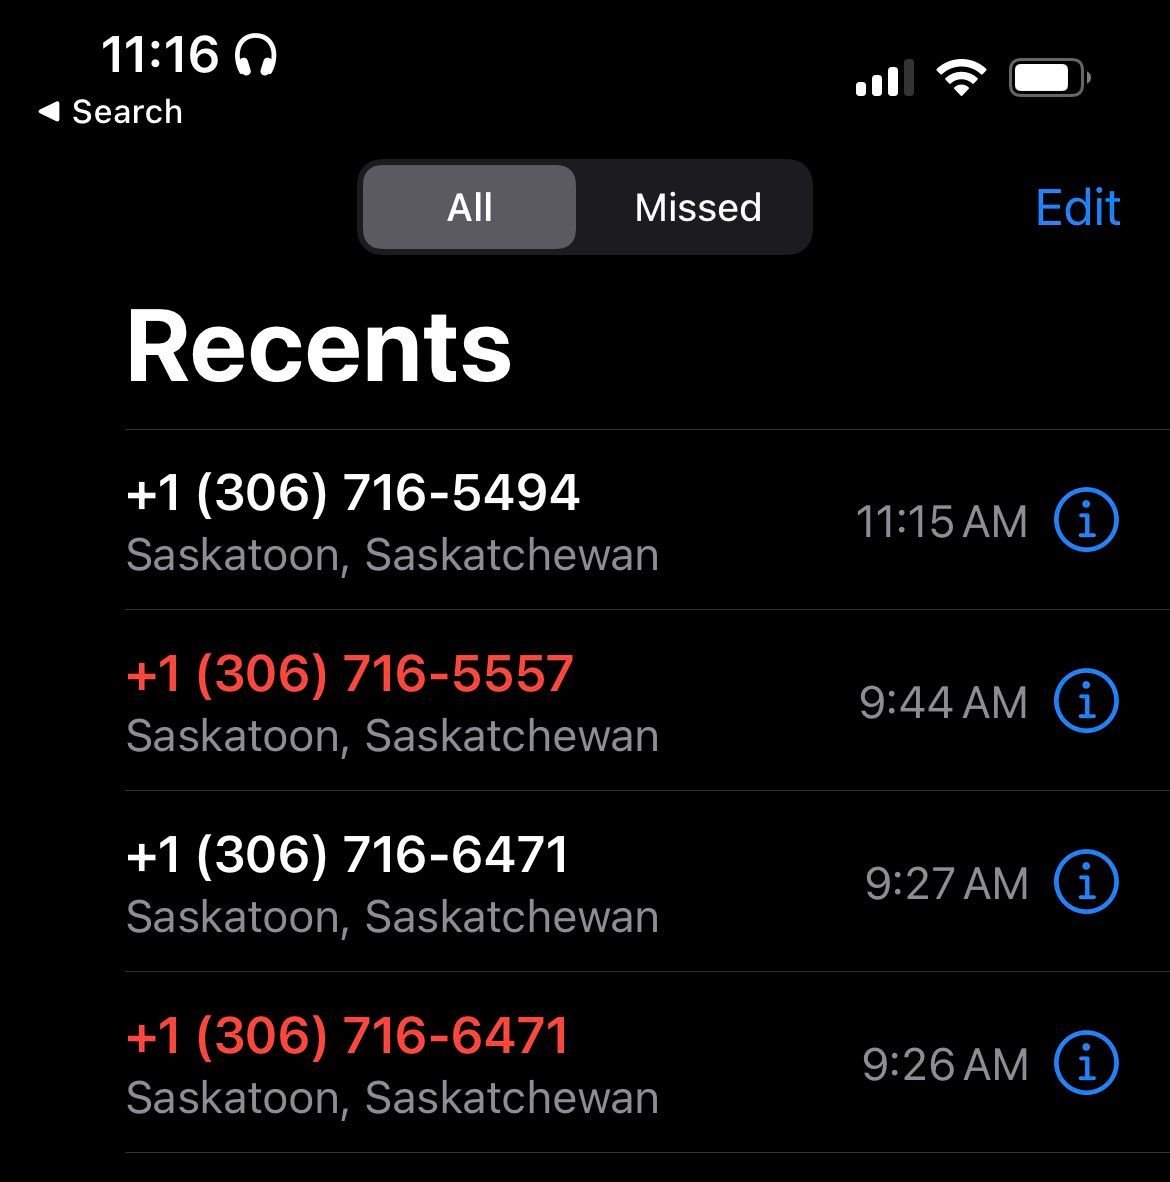 11:16
Search
All Missed Edit
Recents
+1 (306) 716-5494
Saskatoon, Saskatchewan
11:15 AM
+1 (306) 716-5557
Saskatoon, Saskatchewan
9:44 AM
+1 (306) 716-6471
Saskatoon, Saskatchewan
9:27 AM
+1 (306) 716-6471
Saskatoon, Saskatchewan
9:26 AM